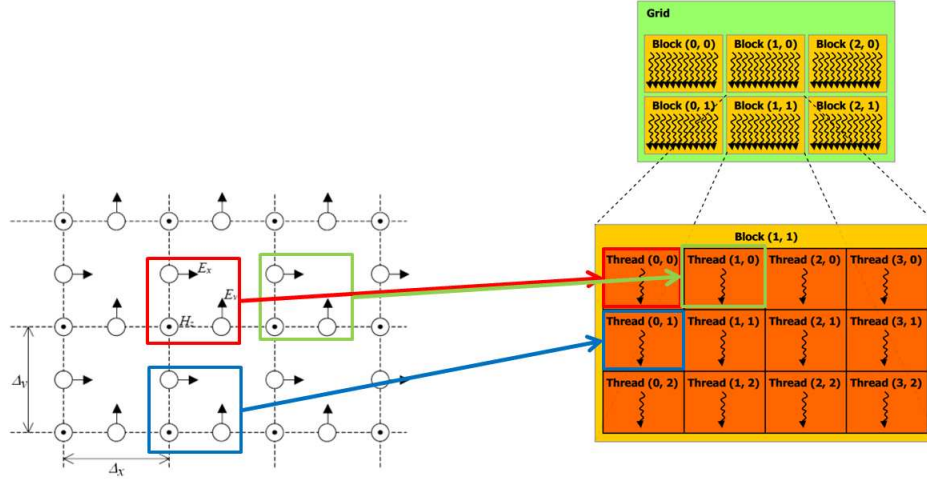 Grid
Block (0, 0) Block (1, 0) Block (2, 0)
Block (0, 1) Block (1, 1) Block (2, 1)
Block (1, 1)
Thread (0, 0) Thread (1, 0) Thread (2, 0) Thread (3, 0)
Thread (0, 1) Thread (1, 1) Thread (2, 1) Thread (3, 1)
Thread (0, 2) Thread (1, 2) Thread (2, 2) Thread (3, 2)
Ex
Ey
Hz
Δy
Δx